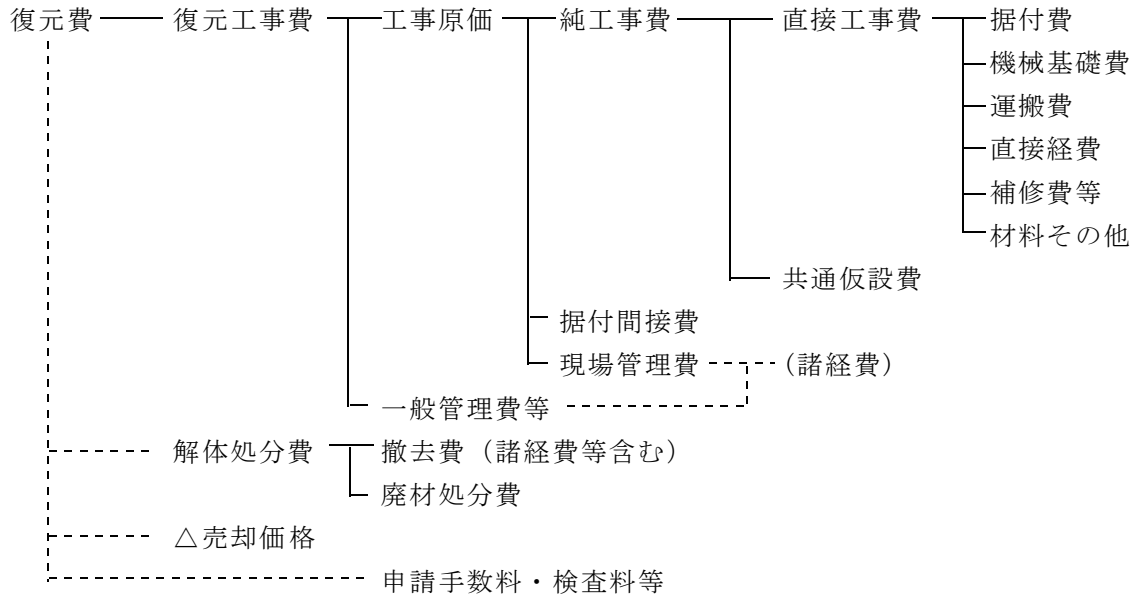 復元費 復元工事費 工事原価 純工事費 直接工事費 据付費
機械基礎費
運搬費
直接経費
補修費等
材料その他
共通仮設費
据付間接費
現場管理費 (諸経費)
一般管理費等
解体処分費 撤去費（諸経費等含む）
廃材処分費
△売却価格
申請手数料・検査料等